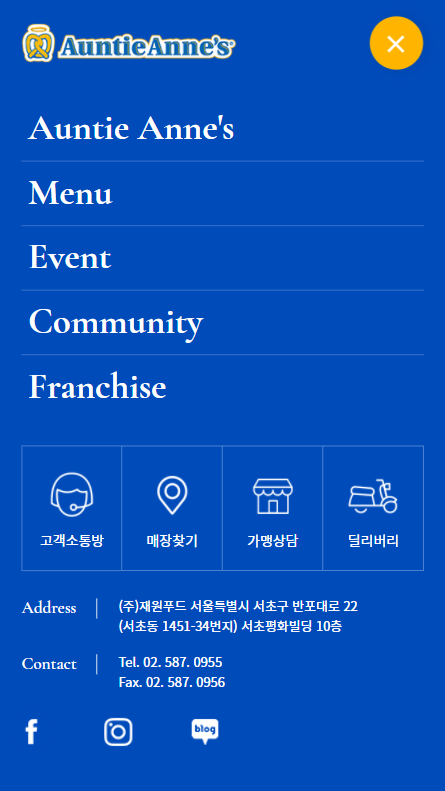 AuntieAnne's
Auntie Anne's
Menu
Event
Community
Franchise
고객소통방
매장찾기
가맹상담
딜리버리
Address
(주)제원푸드 서울특별시 서초구 반포대로 22
(서초동 1451-34번지) 서초평화빌딩 10층
Contact
Tel. 02. 587. 0955
Fax. 02. 587. 0956
blog